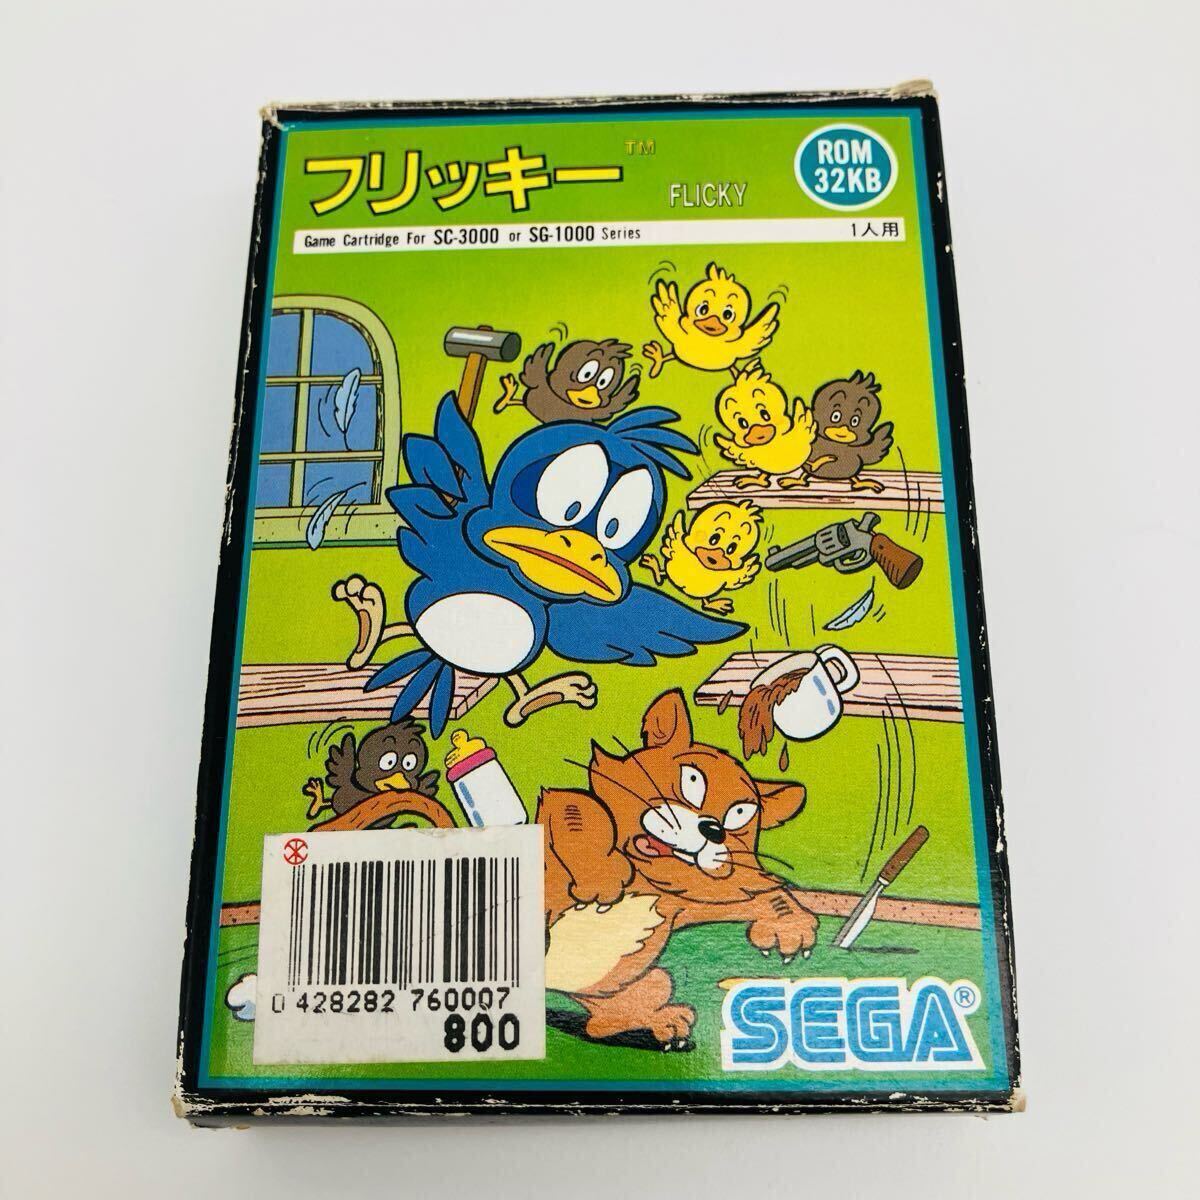 フリッキー™
FLICKY
ROM
32KB
Game Cartridge For SC-3000 or SG-1000 Series
1人用
0 428282 760007
800
SEGA®